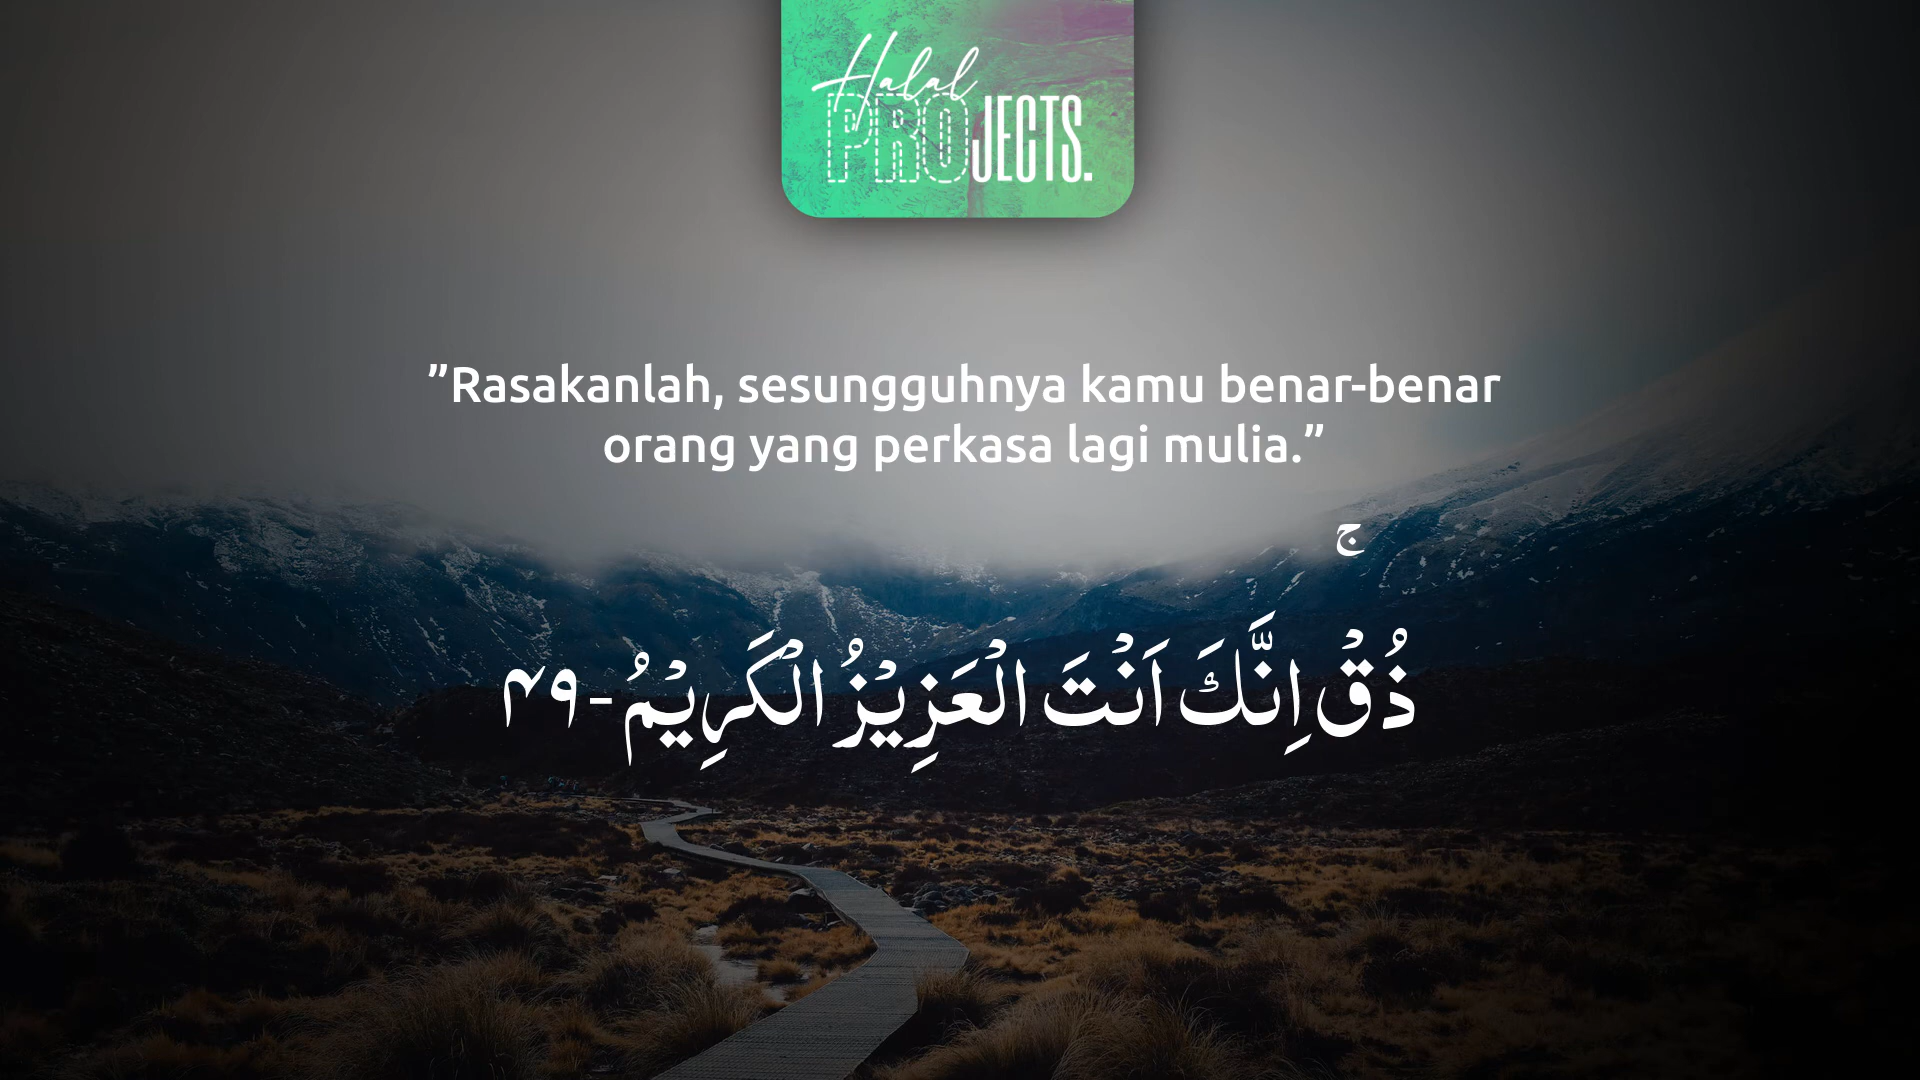 Halal
PROJECTS.
”Rasakanlah, sesungguhnya kamu benar-benar
orang yang perkasa lagi mulia.”
ذُقْۚ اِنَّكَ اَنْتَ الْعَزِيْزُ الْكَرِيْمُ-٤٩